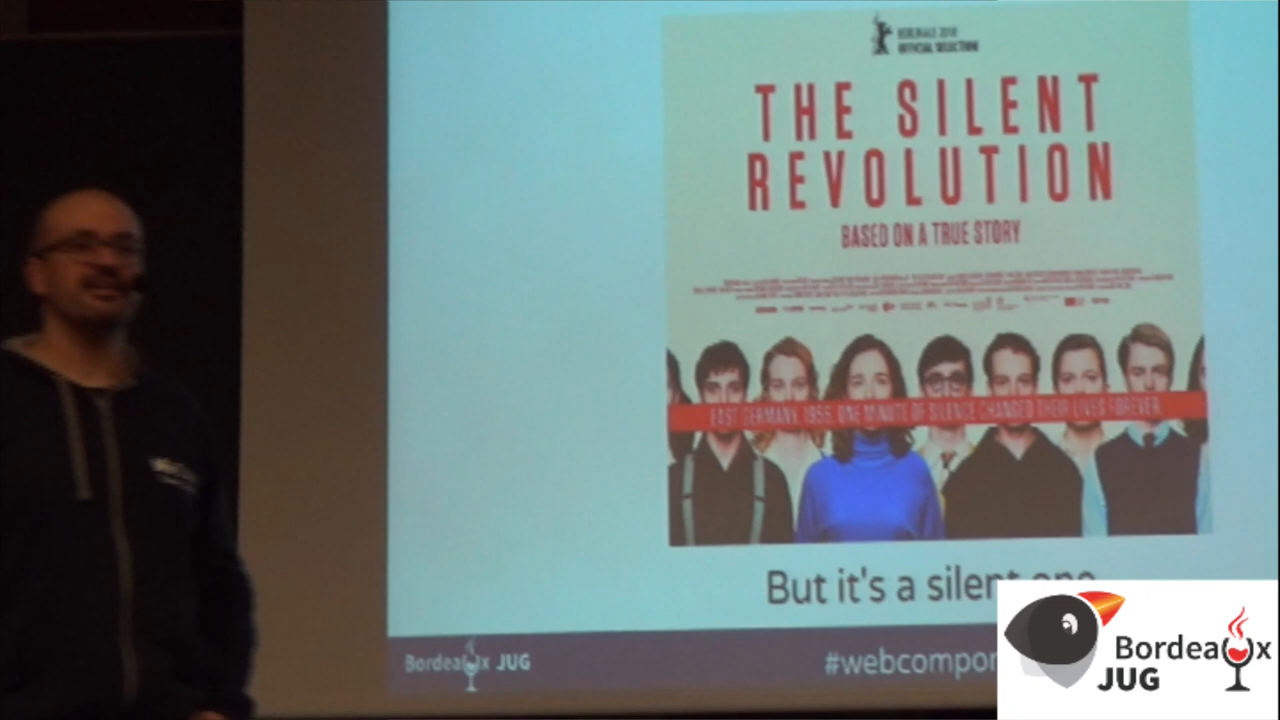 BERLINALE 2018
OFFICIAL SELECTION
THE SILENT
REVOLUTION
BASED ON A TRUE STORY
EAST GERMANY, 1956. ONE MINUTE OF SILENCE CHANGED THEIR LIVES FOREVER.
But it's a silent one
Bordeaux JUG
#webcompon
Bordeaux
JUG